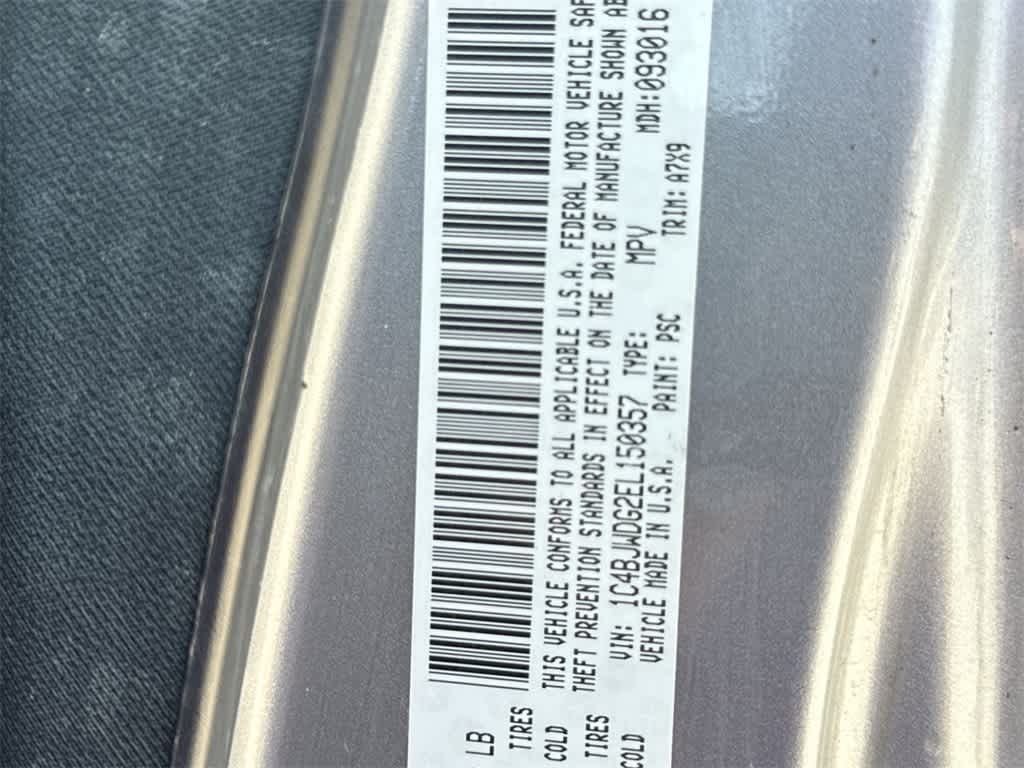 LB
TIRES
COLD
TIRES
COLD
THIS VEHICLE CONFORMS TO ALL APPLICABLE U.S.A. FEDERAL MOTOR VEHICLE SAF
THEFT PREVENTION STANDARDS IN EFFECT ON THE DATE OF MANUFACTURE SHOWN AB
VIN: 1C4BJWDG2EL150357 TYPE: MPV MDH:093016
VEHICLE MADE IN U.S.A. PAINT: PSC TRIM: A7X9